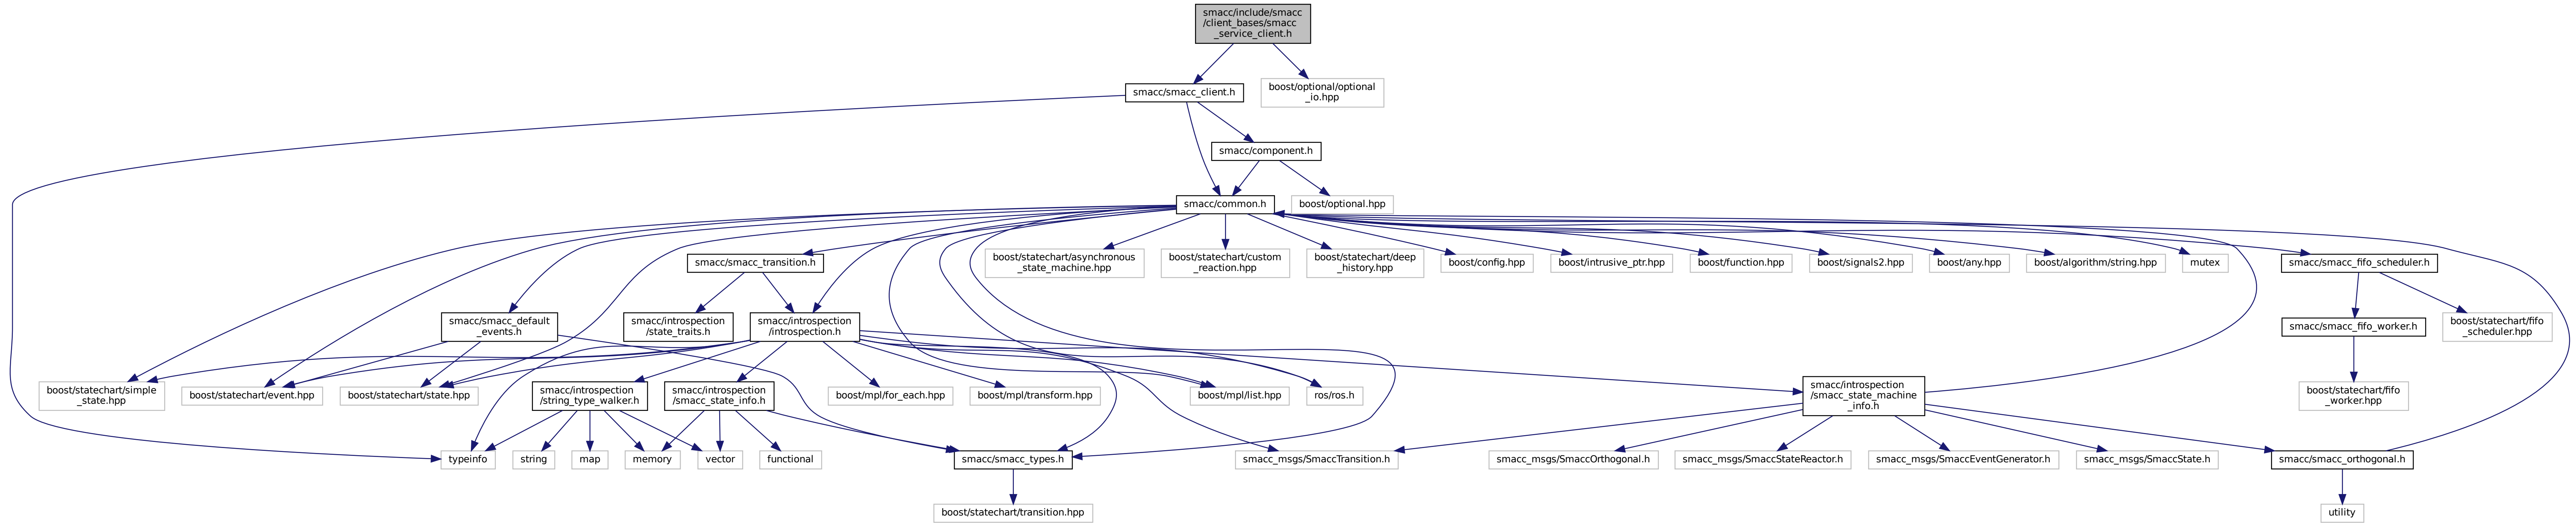 smacc/include/smacc
/client_bases/smacc
_service_client.h
smacc/smacc_client.h
boost/optional/optional
_io.hpp
smacc/component.h
smacc/common.h
boost/optional.hpp
smacc/smacc_transition.h
boost/statechart/asynchronous
_state_machine.hpp
boost/statechart/custom
_reaction.hpp
boost/statechart/deep
_history.hpp
boost/config.hpp
boost/intrusive_ptr.hpp
boost/function.hpp
boost/signals2.hpp
boost/any.hpp
boost/algorithm/string.hpp
mutex
smacc/smacc_fifo_scheduler.h
smacc/smacc_default
_events.h
smacc/introspection
/state_traits.h
smacc/introspection
/introspection.h
smacc/smacc_fifo_worker.h
boost/statechart/fifo
_scheduler.hpp
boost/statechart/simple
_state.hpp
boost/statechart/event.hpp
boost/statechart/state.hpp
smacc/introspection
/string_type_walker.h
smacc/introspection
/smacc_state_info.h
boost/mpl/for_each.hpp
boost/mpl/transform.hpp
boost/mpl/list.hpp
ros/ros.h
smacc/introspection
/smacc_state_machine
_info.h
boost/statechart/fifo
_worker.hpp
typeinfo
string
map
memory
vector
functional
smacc/smacc_types.h
smacc_msgs/SmaccTransition.h
smacc_msgs/SmaccOrthogonal.h
smacc_msgs/SmaccStateReactor.h
smacc_msgs/SmaccEventGenerator.h
smacc_msgs/SmaccState.h
smacc/smacc_orthogonal.h
boost/statechart/transition.hpp
utility